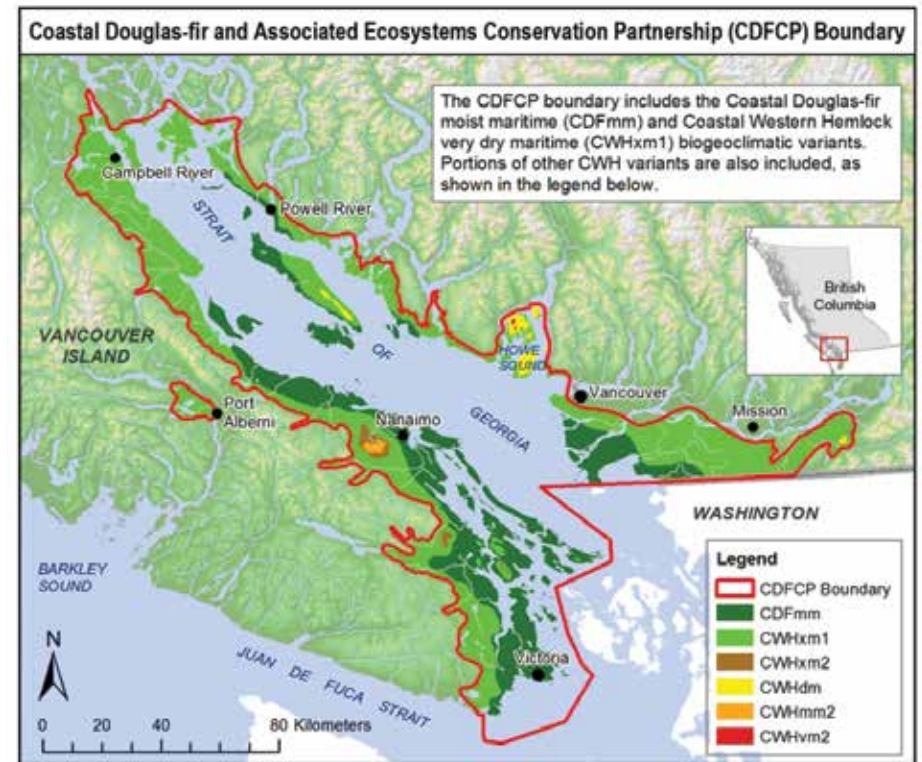 Coastal Douglas-fir and Associated Ecosystems Conservation Partnership (CDFCP) Boundary
The CDFCP boundary includes the Coastal Douglas-fir
moist maritime (CDFmm) and Coastal Western Hemlock
very dry maritime (CWHxm1) biogeoclimatic variants.
Portions of other CWH variants are also included, as
shown in the legend below.
Campbell River
Powell River
STRAIT
OF
GEORGIA
British
Columbia
VANCOUVER
ISLAND
HOWE
SOUND
Vancouver
Mission
Port
Alberni
Nanaimo
WASHINGTON
BARKLEY
SOUND
Victoria
JUAN DE FUCA STRAIT
N
0 20 40 80 Kilometers
Legend
CDFCP Boundary
CDFmm
CWHxm1
CWHxm2
CWHdm
CWHmm2
CWHvm2